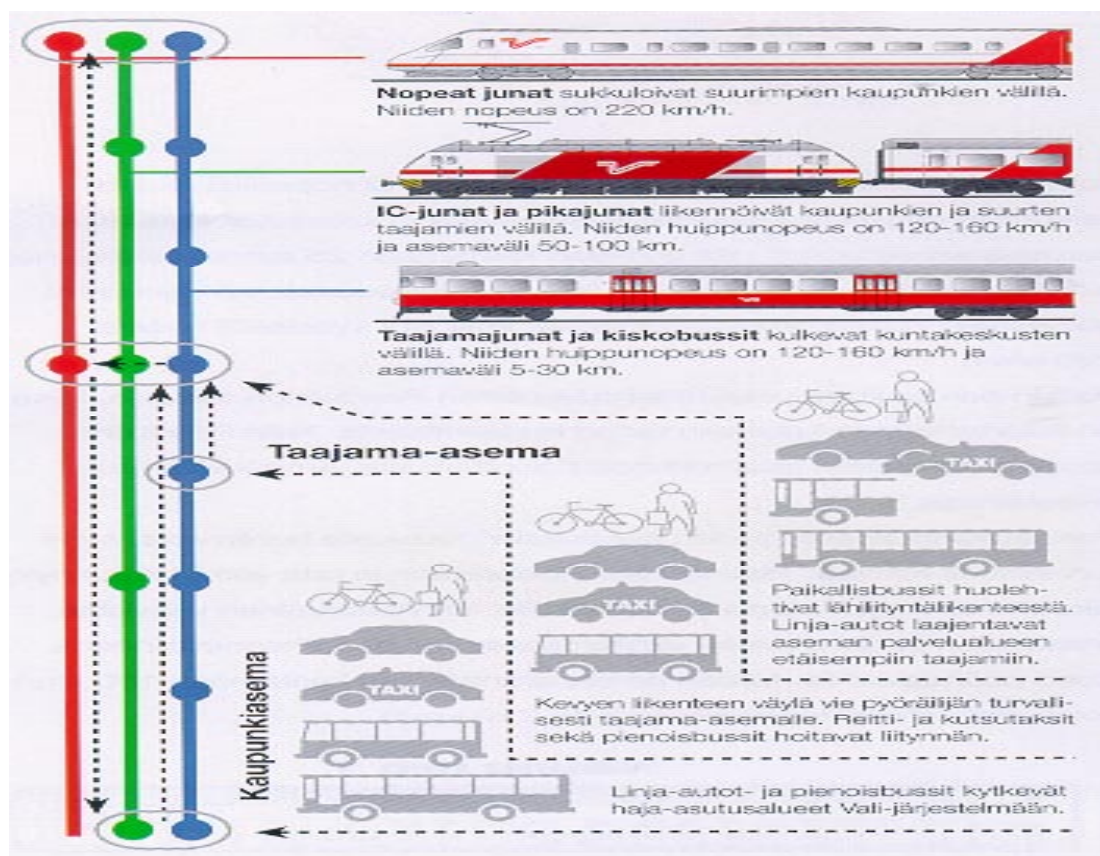 Nopeat junat sukkuloivat suurimpien kaupunkien välillä.
Niiden nopeus on 220 km/h.
IC-junat ja pikajunat liikennöivät kaupunkien ja suurten
taajamien välillä. Niiden huippunopeus on 120-160 km/h
ja asemaväli 50-100 km.
Taajamajunat ja kiskobussit kulkevat kuntakeskusten
välillä. Niiden huippunopeus on 120-160 km/h ja
asemaväli 5-30 km.
Taajama-asema
TAXI
TAXI
TAXI
Paikallisbussit huoleh-
tivat lähiliityntäliikenteestä.
Linja-autot laajentavat
aseman palvelualueen
etäisempiin taajamiin.
Kaupunkiasema
Kevyen liikenteen väylä vie pyöräilijän turvalli-
sesti taajama-asemalle. Reitti- ja kutsutaksit
sekä pienoisbussit hoitavat liitynnän.
Linja-autot- ja pienoisbussit kytkevät
haja-asutusalueet Vali-järjestelmään.